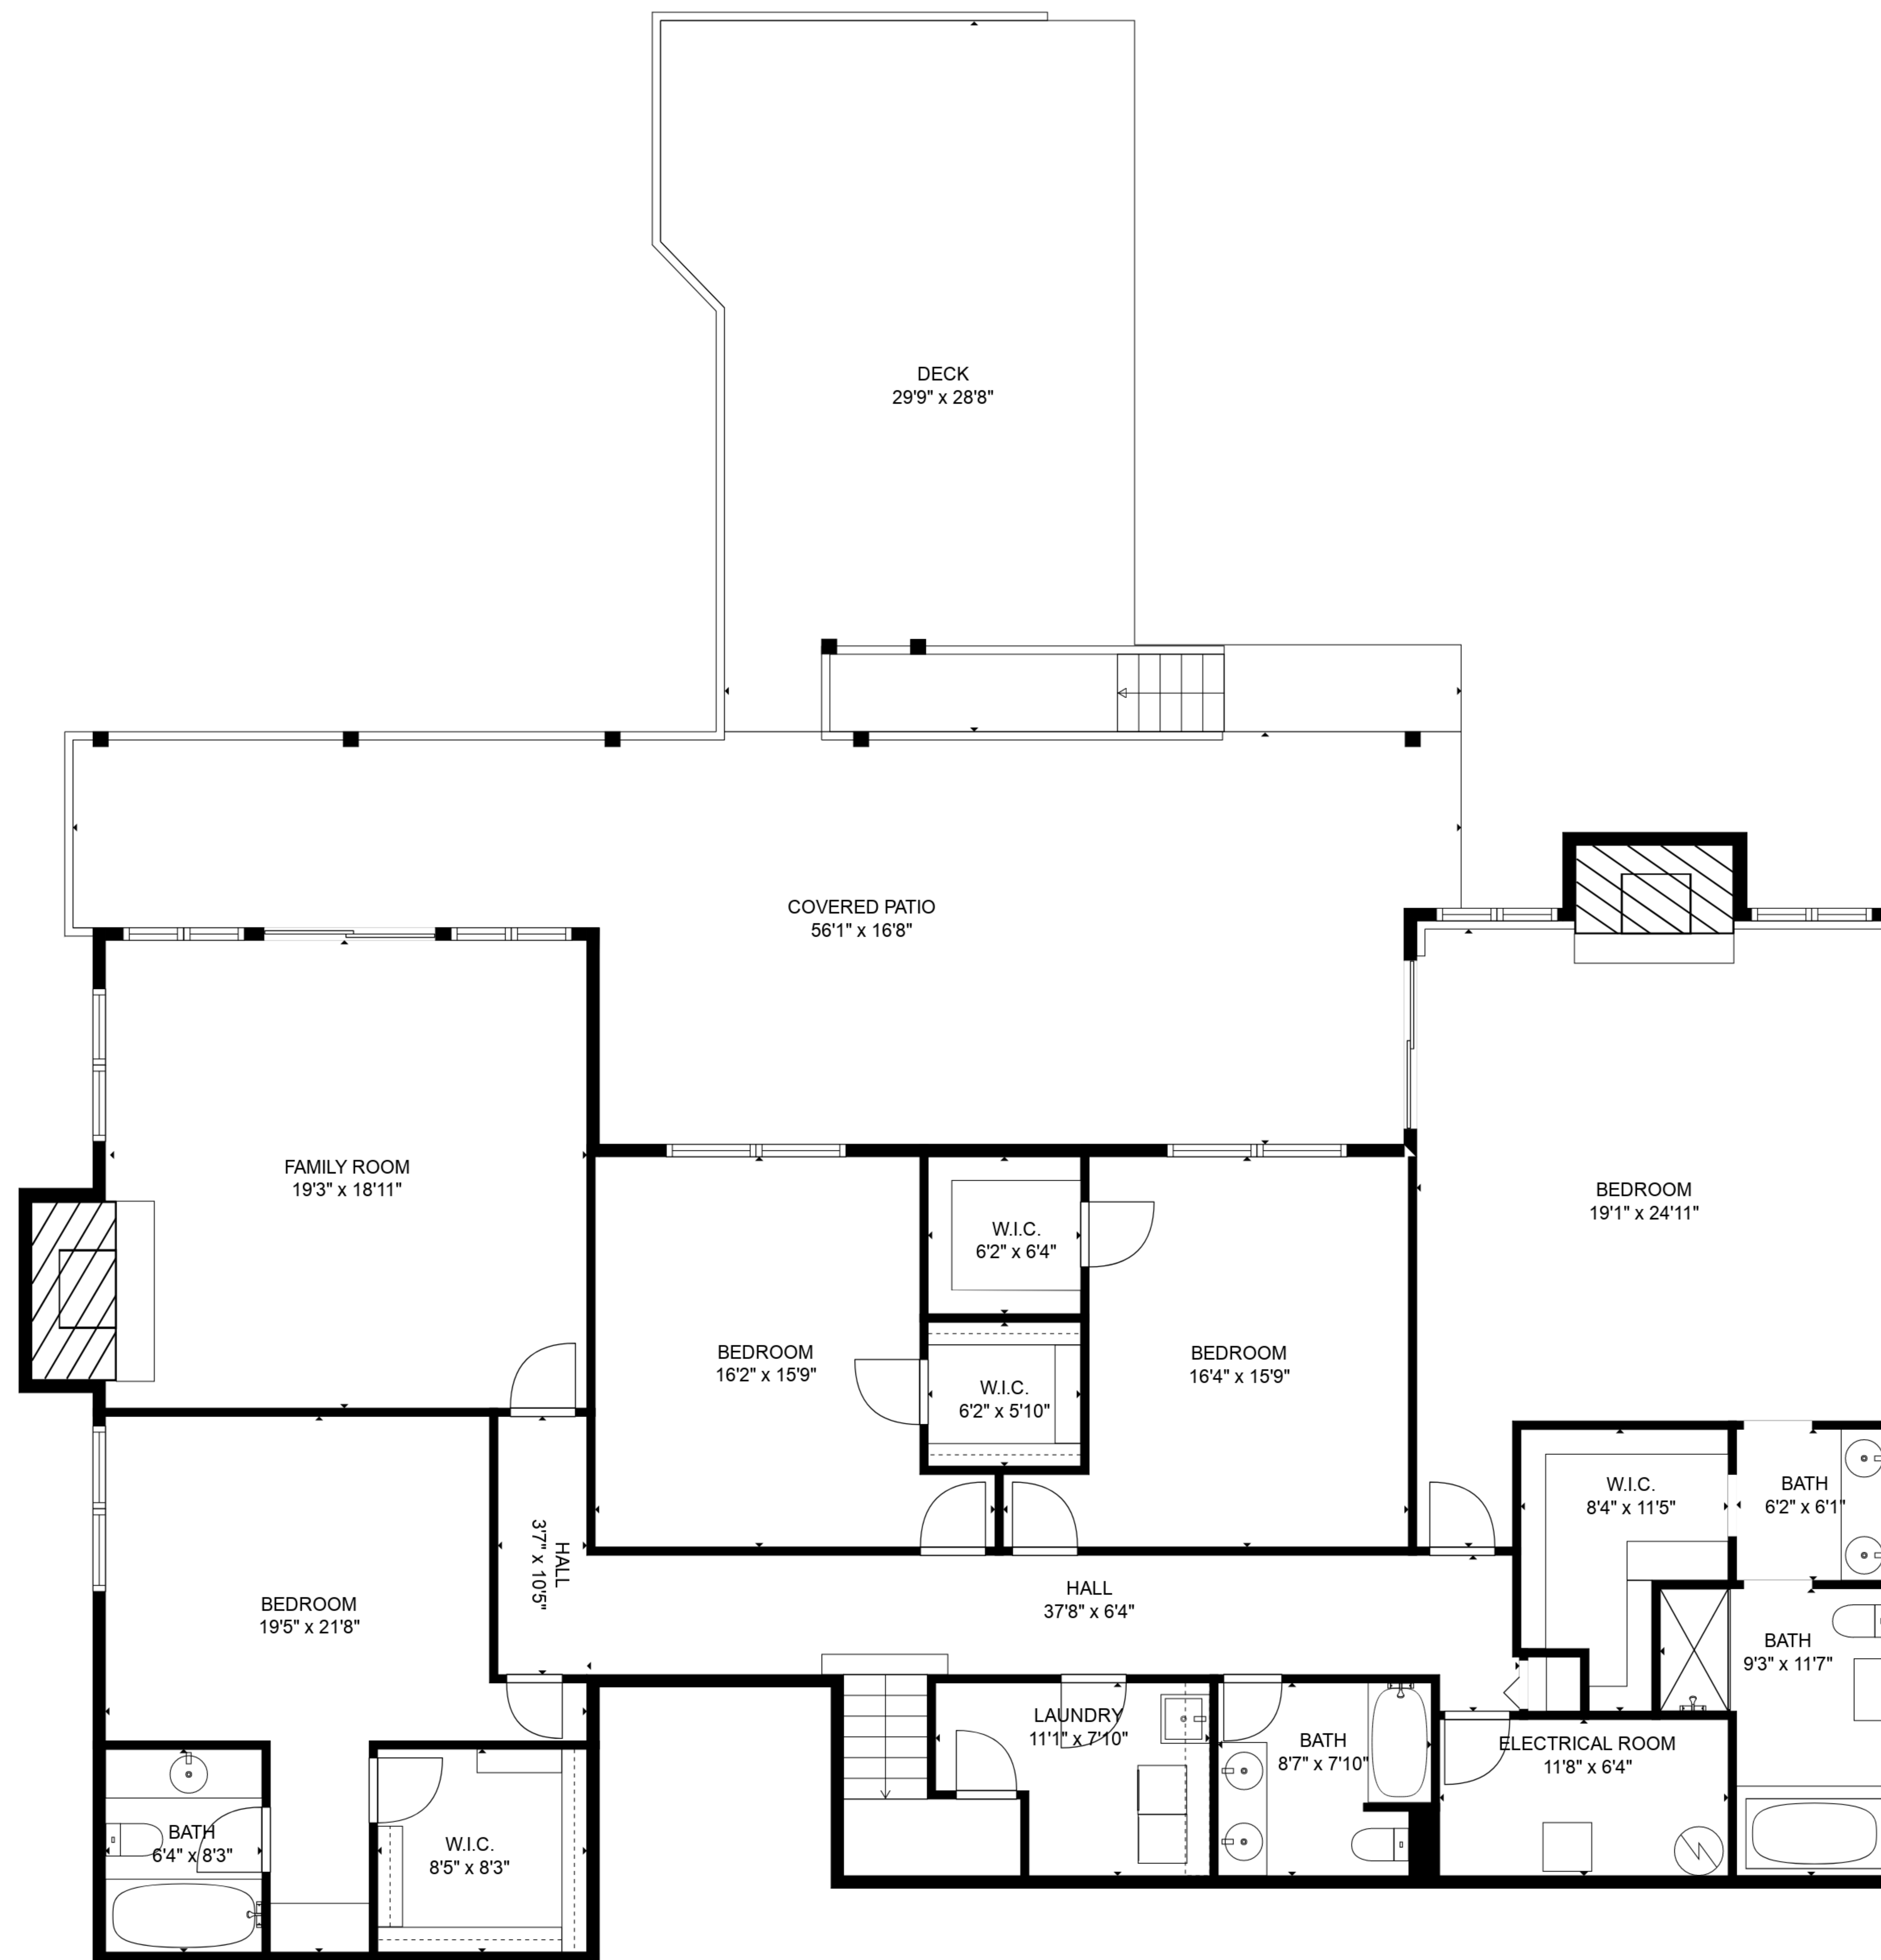 DECK
29'9" x 28'8"
COVERED PATIO
56'1" x 16'8"
FAMILY ROOM
19'3" x 18'11"
BEDROOM
19'1" x 24'11"
W.I.C.
6'2" x 6'4"
BEDROOM
16'2" x 15'9"
BEDROOM
16'4" x 15'9"
W.I.C.
6'2" x 5'10"
W.I.C.
8'4" x 11'5"
BATH
6'2" x 6'1"
HALL
3'7" x 10'5"
HALL
37'8" x 6'4"
BEDROOM
19'5" x 21'8"
BATH
9'3" x 11'7"
LAUNDRY
11'1" x 7'10"
BATH
8'7" x 7'10"
ELECTRICAL ROOM
11'8" x 6'4"
BATH
6'4" x 8'3"
W.I.C.
8'5" x 8'3"